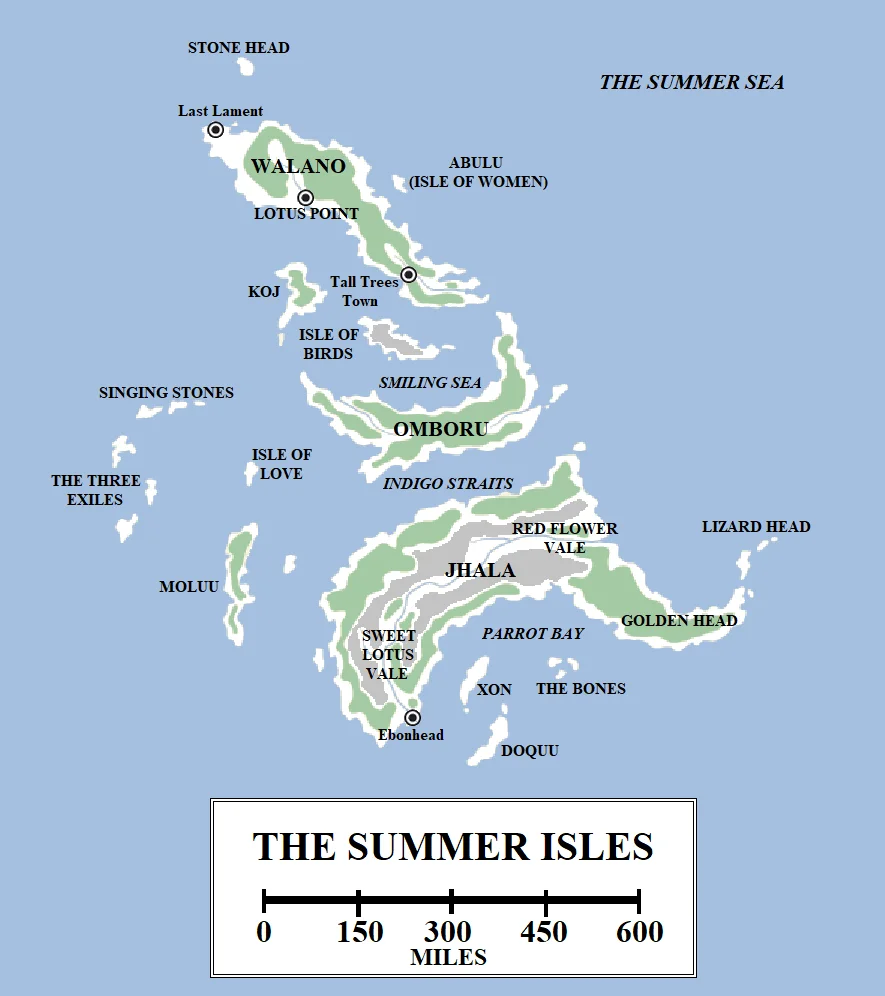 STONE HEAD
THE SUMMER SEA
Last Lament
WALANO
ABULU
(ISLE OF WOMEN)
LOTUS POINT
KOJ
Tall Trees
Town
ISLE OF
BIRDS
SMILING SEA
SINGING STONES
OMBORU
ISLE OF
LOVE
THE THREE
EXILES
INDIGO STRAITS
RED FLOWER
VALE
LIZARD HEAD
JHALA
MOLUU
GOLDEN HEAD
SWEET
LOTUS
VALE
PARROT BAY
XON
THE BONES
Ebonhead
DOQUU
THE SUMMER ISLES
0 150 300 450 600
MILES